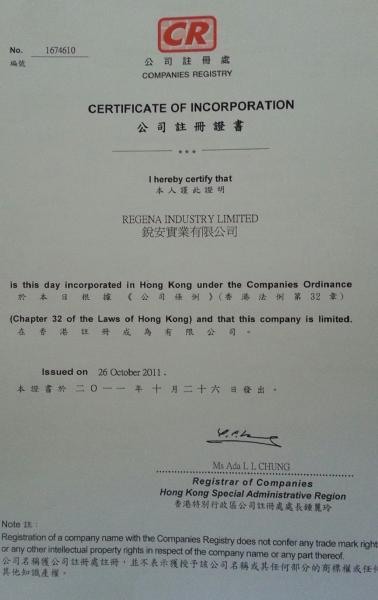 CR
No. 1674610
編號
公司註冊處
COMPANIES REGISTRY
CERTIFICATE OF INCORPORATION
公司註冊證書
***
I hereby certify that
本人謹此證明
REGENA INDUSTRY LIMITED
銳安實業有限公司
is this day incorporated in Hong Kong under the Companies Ordinance
於本日根據《公司條例》(香港法例第32章)
(Chapter 32 of the Laws of Hong Kong) and that this company is limited.
在香港註冊成為有限公司。
Issued on 26 October 2011.
本證書於二〇一一年十月二十六日發出。
Ms Ada L L CHUNG
Registrar of Companies
Hong Kong Special Administrative Region
香港特別行政區公司註冊處處長鍾麗玲
Note 註:
Registration of a company name with the Companies Registry does not confer any trade mark right
or any other intellectual property rights in respect of the company name or any part thereof.
公司名稱獲公司註冊處註冊,並不表示獲授予該公司名稱或其任何部分的商標權或任何
其他知識產權。